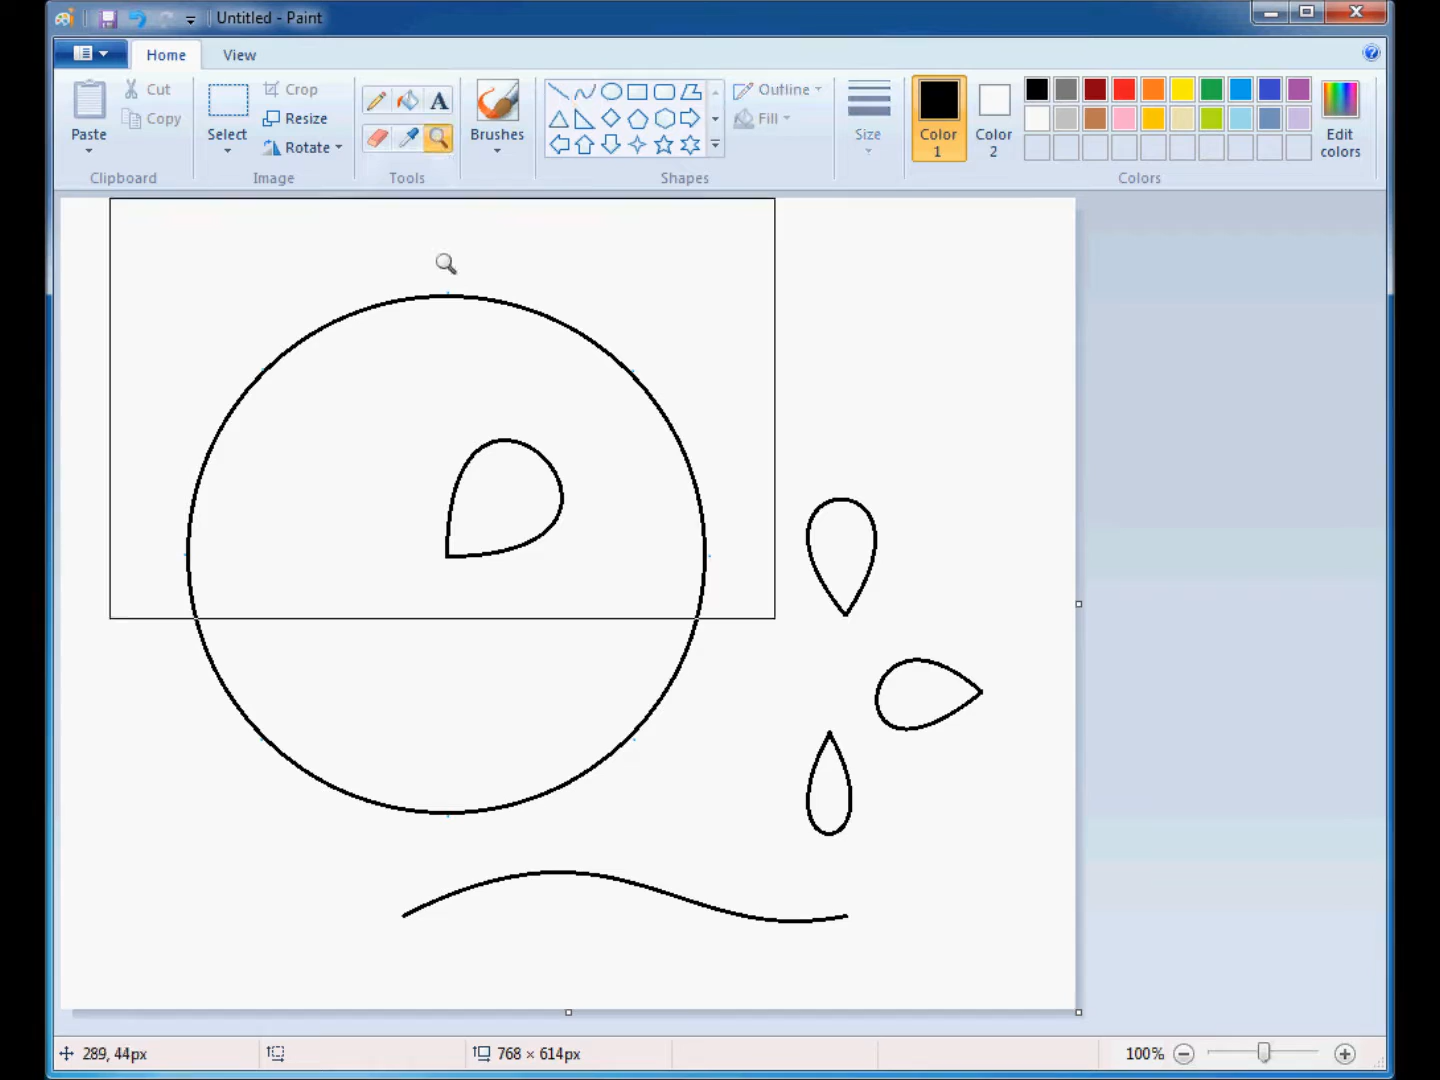 Untitled - Paint
Home View
Paste
Cut
Copy
Clipboard
Select
Crop
Resize
Rotate
Image
A
Tools
Brushes
Shapes
Outline
Fill
Size
Color
1
Color
2
Edit
colors
Colors
289, 44px
768 × 614px
100%